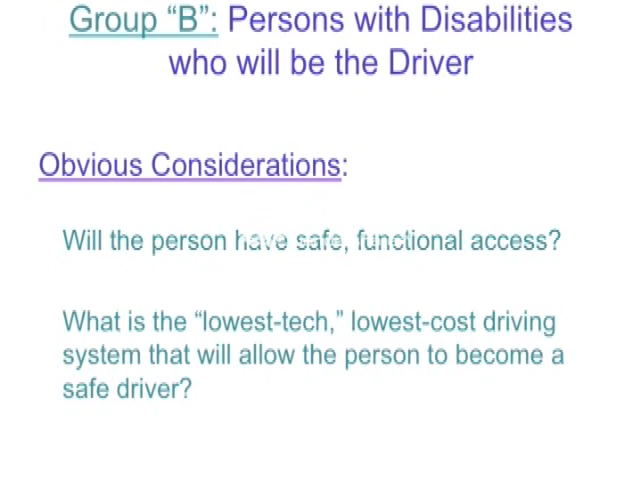 Group “B”: Persons with Disabilities
who will be the Driver
Obvious Considerations:
Will the person have safe, functional access?
What is the “lowest-tech,” lowest-cost driving
system that will allow the person to become a
safe driver?